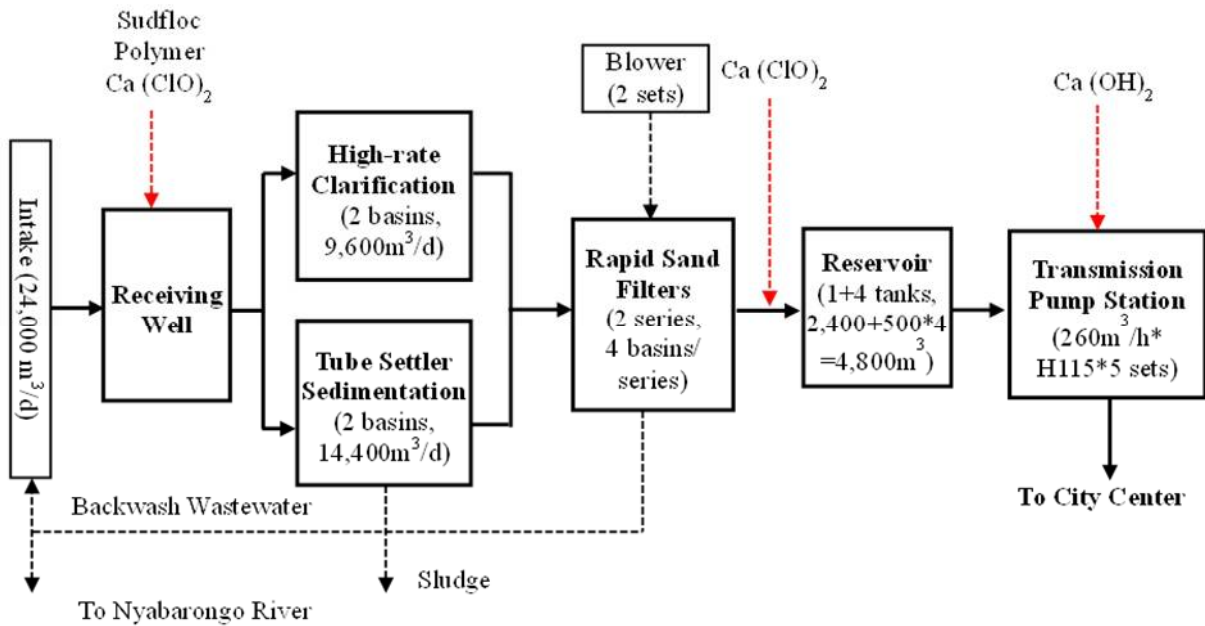 Sudfloc
Polymer
Ca (ClO)₂
Blower
(2 sets)
Ca (ClO)₂
Ca (OH)₂
Intake (24,000 m³/d)
Receiving
Well
High-rate
Clarification
(2 basins,
9,600m³/d)
Tube Settler
Sedimentation
(2 basins,
14,400m³/d)
Rapid Sand
Filters
(2 series,
4 basins/
series)
Reservoir
(1+4 tanks,
2,400+500*4
=4,800m³)
Transmission
Pump Station
(260m³/h*
H115*5 sets)
To City Center
Backwash Wastewater
Sludge
To Nyabarongo River